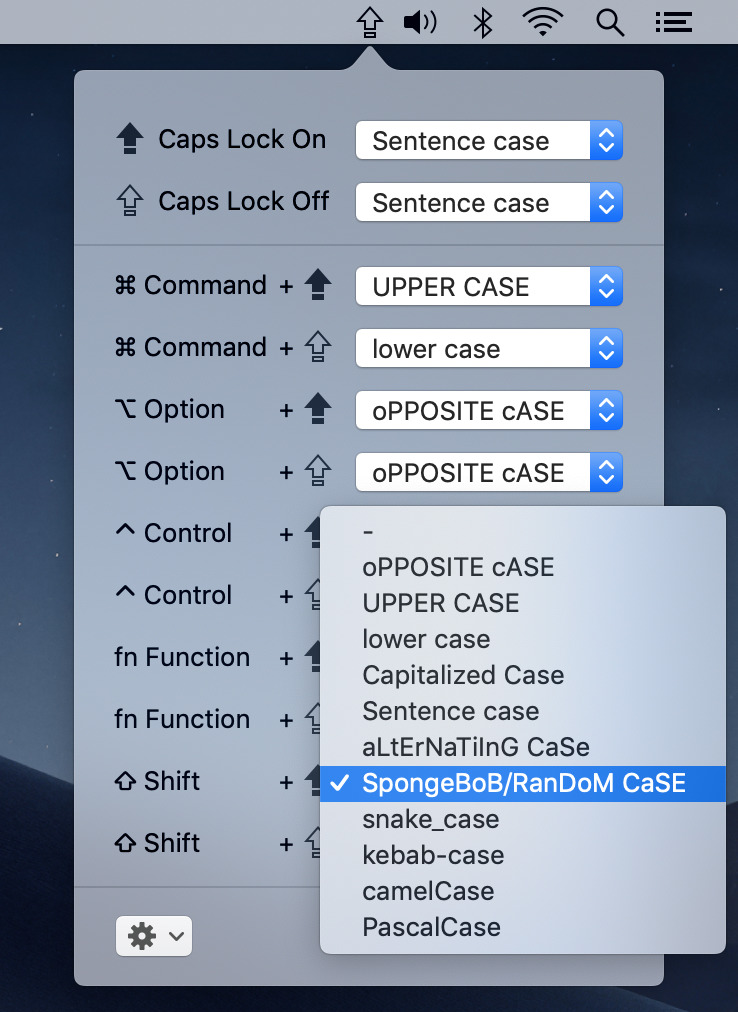 Caps Lock On Sentence case
Caps Lock Off Sentence case
⌘ Command + UPPER CASE
⌘ Command + lower case
⌥ Option + oPPOSITE cASE
⌥ Option + oPPOSITE cASE
^ Control +
^ Control +
fn Function +
fn Function +
⇧ Shift +
⇧ Shift +
-
oPPOSITE cASE
UPPER CASE
lower case
Capitalized Case
Sentence case
aLtErNaTiInG CaSe
✓ SpongeBoB/RanDoM CaSE
snake_case
kebab-case
camelCase
PascalCase